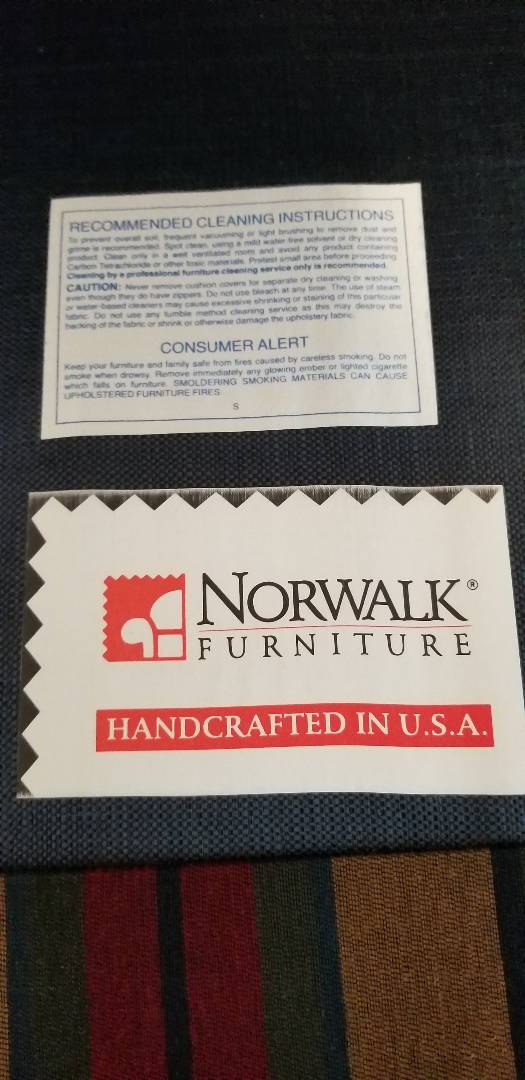 RECOMMENDED CLEANING INSTRUCTIONS
To prevent overall soil, frequent vacuuming or light brushing to remove dust and
grime is recommended. Spot clean, using a mild water-free solvent or dry cleaning
product. Clean only in a well ventilated room and avoid any product containing
Carbon Tetrachloride or other toxic materials. Pretest small area before proceeding.
Cleaning by a professional furniture cleaning service only is recommended.
CAUTION: Never remove cushion covers for separate dry cleaning or washing
even though they do have zippers. Do not use bleach at any time. The use of steam
or water-based cleaners may cause excessive shrinking or staining of this particular
fabric. Do not use any tumble method cleaning service as this may destroy the
backing of the fabric or shrink or otherwise damage the upholstery fabric.
CONSUMER ALERT
Keep your furniture and family safe from fires caused by careless smoking. Do not
smoke when drowsy. Remove immediately any glowing ember or lighted cigarette
which falls on furniture. SMOLDERING SMOKING MATERIALS CAN CAUSE
UPHOLSTERED FURNITURE FIRES.
S
NORWALK®
FURNITURE
HANDCRAFTED IN U.S.A.